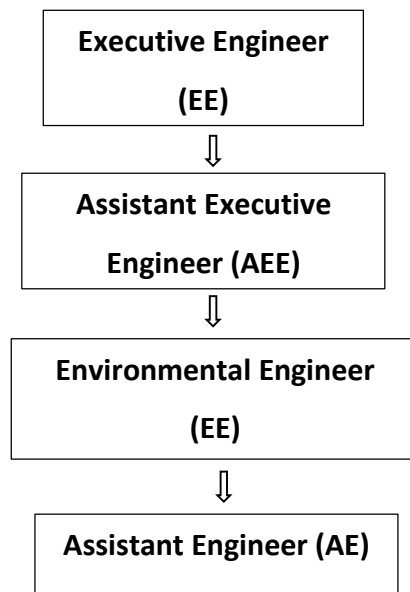 Executive Engineer
(EE)
Assistant Executive
Engineer (AEE)
Environmental Engineer
(EE)
Assistant Engineer (AE)